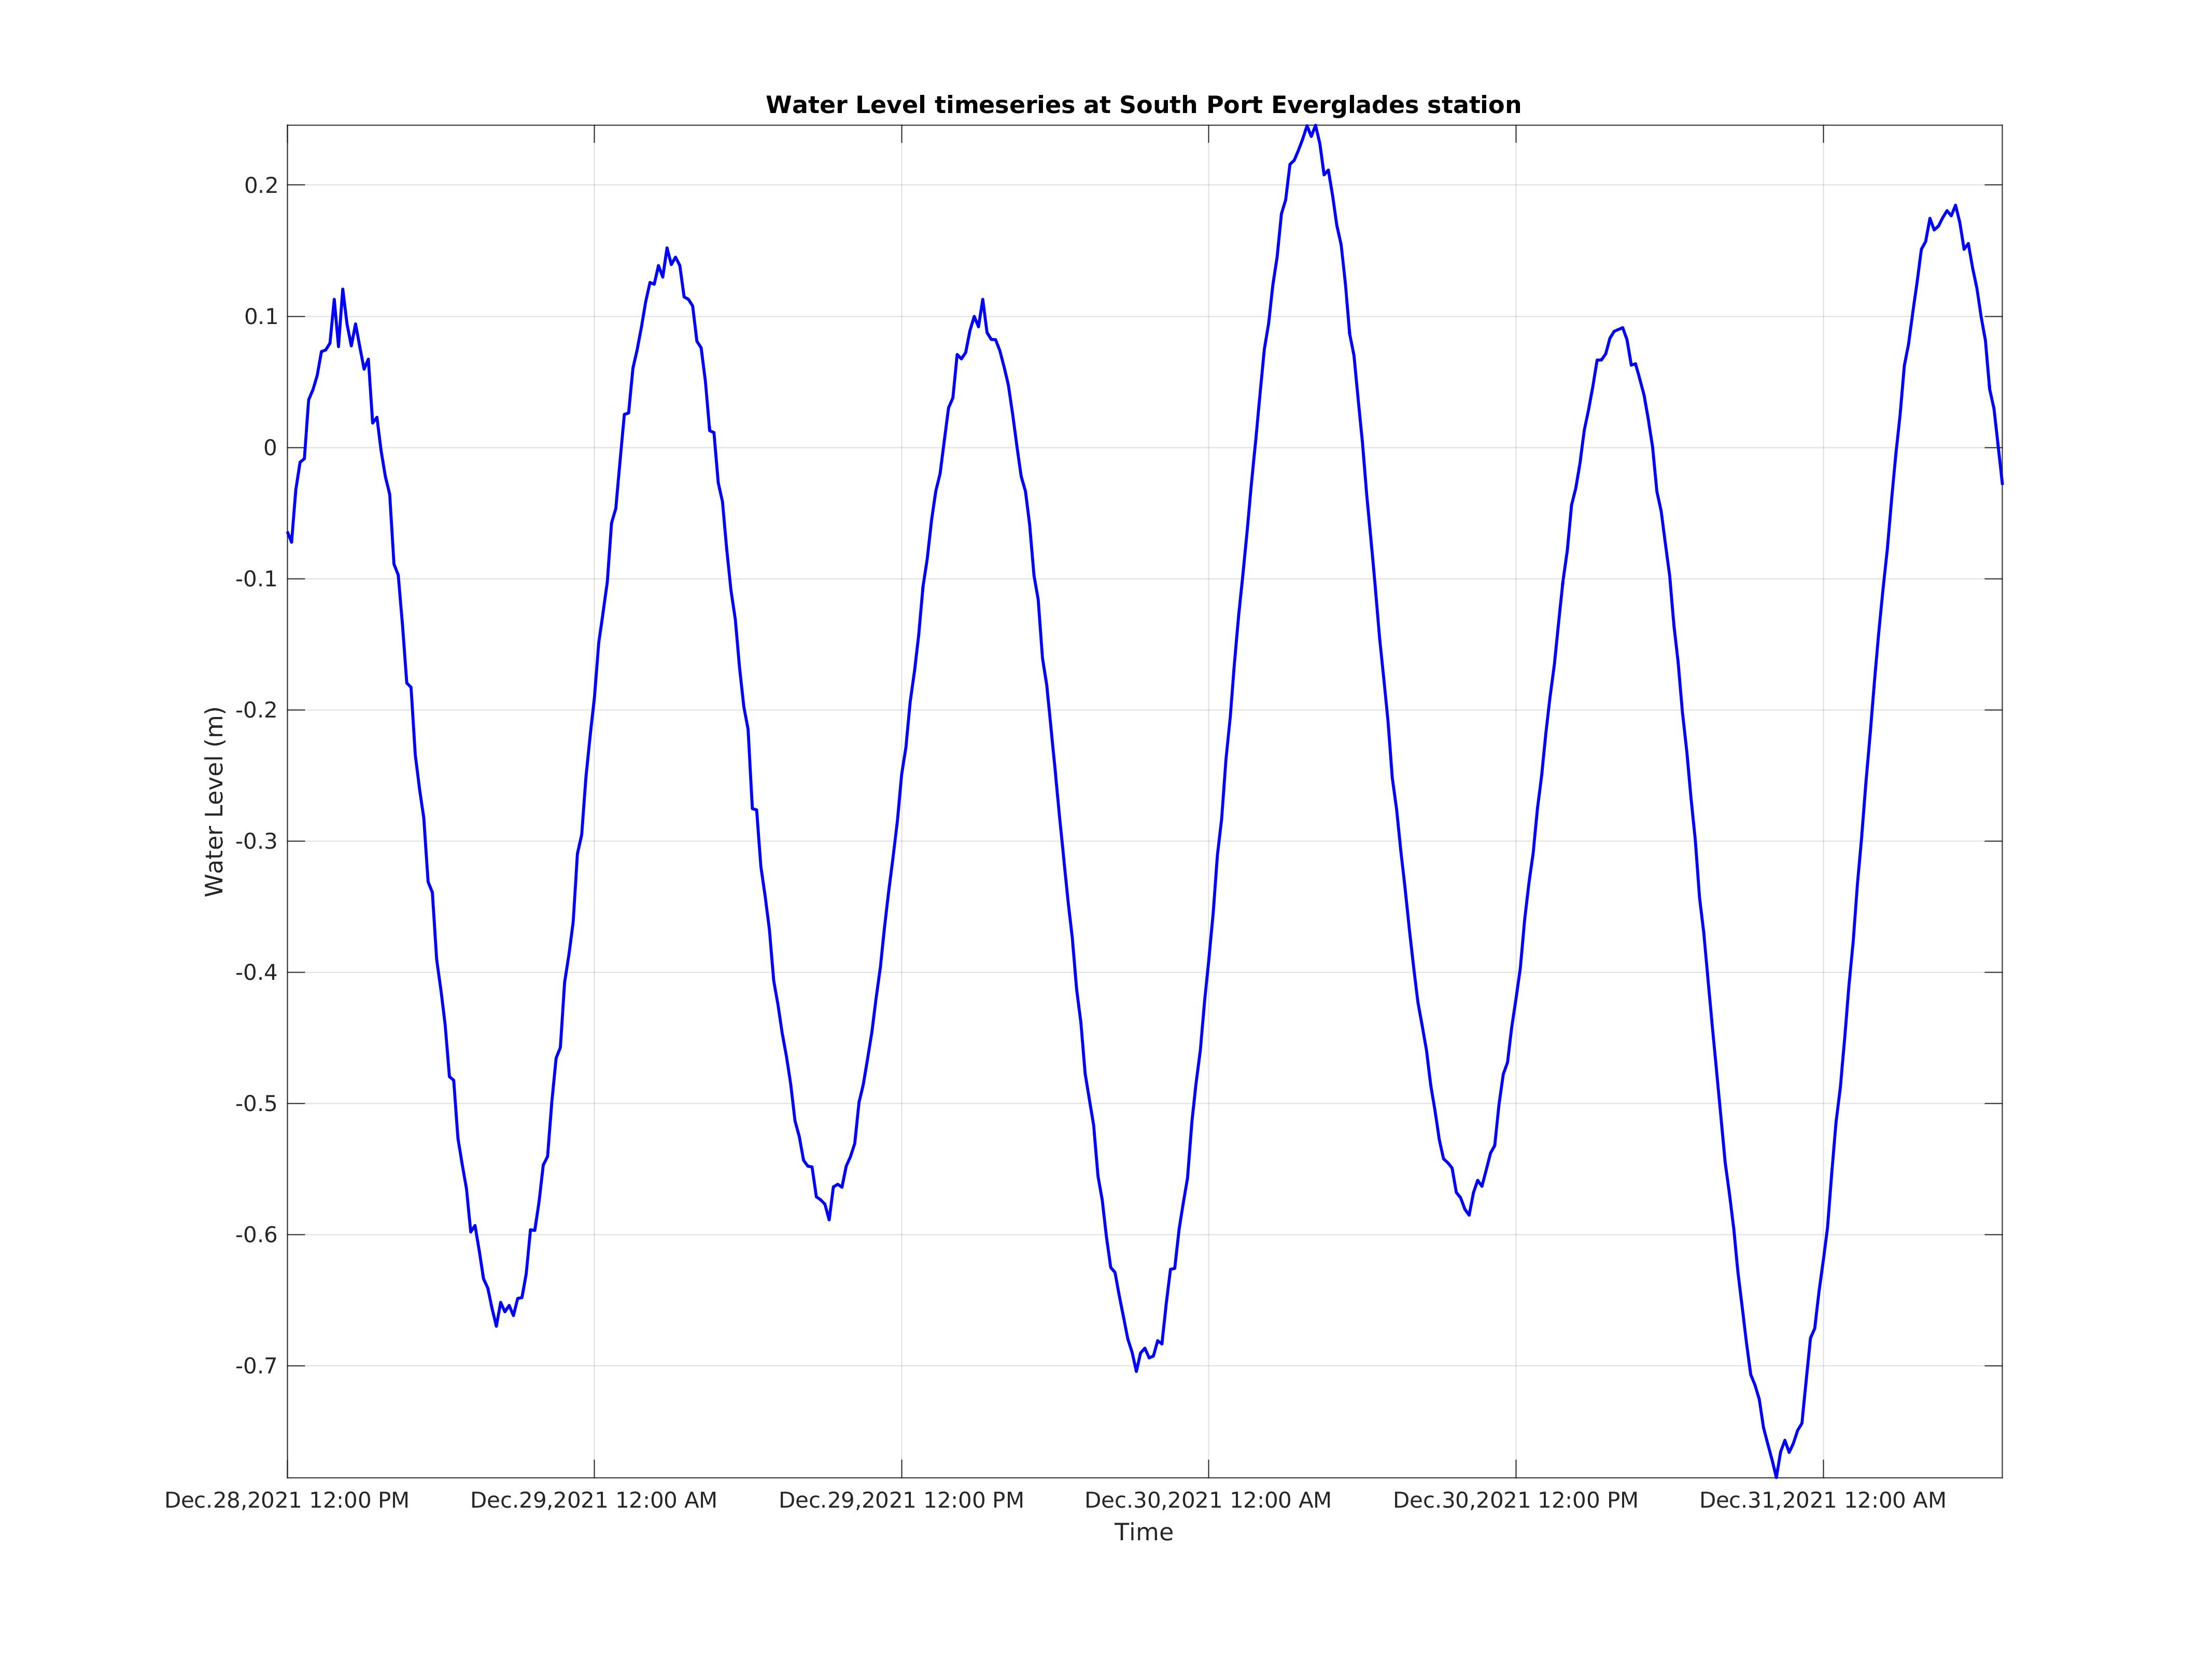 Water Level timeseries at South Port Everglades station
0.2
0.1
0
-0.1
-0.2
-0.3
-0.4
-0.5
-0.6
-0.7
Water Level (m)
Dec.28,2021 12:00 PM Dec.29,2021 12:00 AM Dec.29,2021 12:00 PM Dec.30,2021 12:00 AM Dec.30,2021 12:00 PM Dec.31,2021 12:00 AM
Time